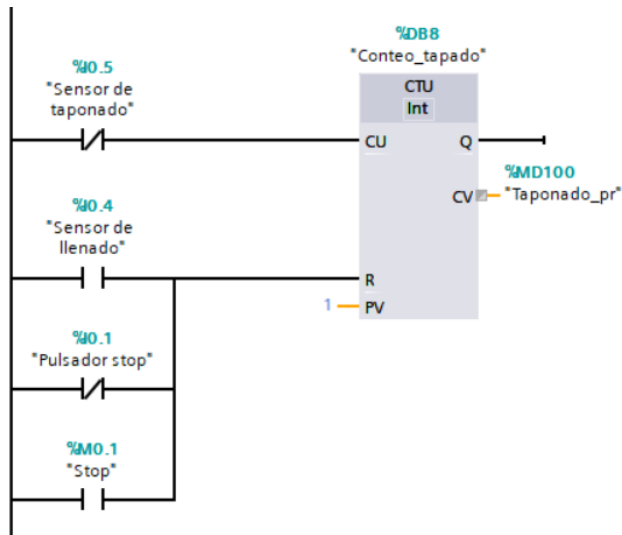 %DB8
"Conteo_tapado"
%I0.5
"Sensor de
taponado"
CTU
Int
CU
Q
%MD100
CV
"Taponado_pr"
%I0.4
"Sensor de
llenado"
R
1
PV
%I0.1
"Pulsador stop"
%M0.1
"Stop"